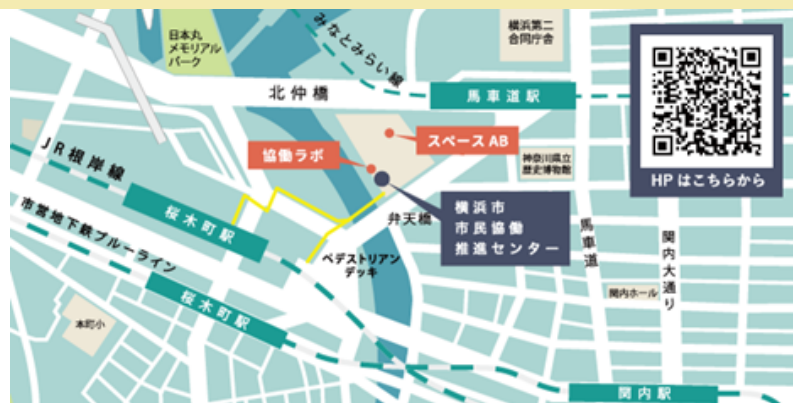 日本丸
メモリアル
パーク
みなとみらい線
横浜第二
合同庁舎
北仲橋
馬車道駅
スペース AB
協働ラボ
神奈川県立
歴史博物館
HP はこちらから
JR根岸線
桜木町駅
市営地下鉄ブルーライン
桜木町駅
弁天橋
横浜市
市民協働
推進センター
ペデストリアン
デッキ
馬車道
関内大通り
関内ホール
本町小
関内駅